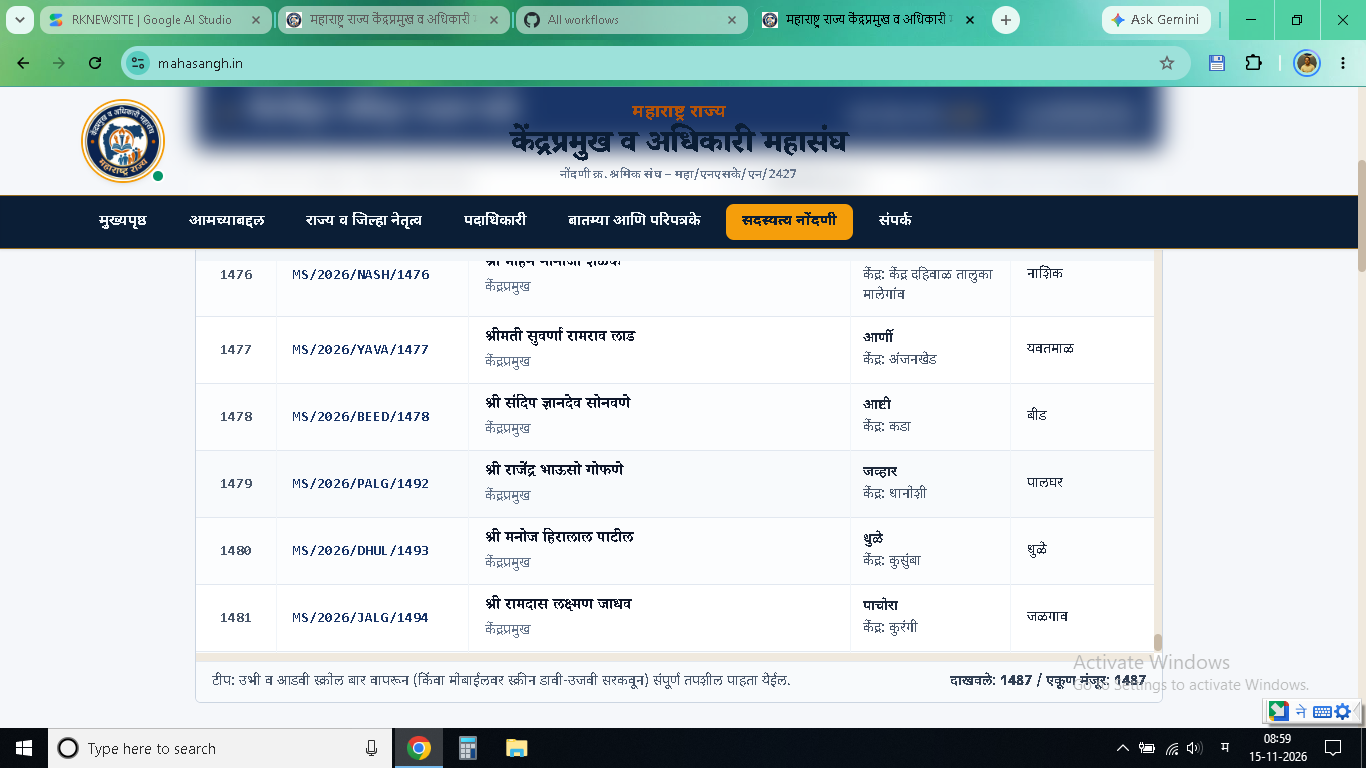 RKNEWSITE | Google AI Studio
महाराष्ट्र राज्य केंद्रप्रमुख व अधिकारी
All workflows
महाराष्ट्र राज्य केंद्रप्रमुख व अधिकारी
Ask Gemini
mahasangh.in
महाराष्ट्र राज्य
केंद्रप्रमुख व अधिकारी महासंघ
नोंदणी क्र. श्रमिक संघ – महा/एनएसके/एन/2427
मुख्यपृष्ठ आमच्याबद्दल राज्य व जिल्हा नेतृत्व पदाधिकारी बातम्या आणि परिपत्रके सदस्यत्व नोंदणी संपर्क
1476 MS/2026/NASH/1476 केंद्रप्रमुख केंद्र: केंद्र दहिवाळ तालुका मालेगांव नाशिक
1477 MS/2026/YAVA/1477 श्रीमती सुवर्णा रामराव लाड केंद्रप्रमुख आर्णी केंद्र: अंजनखेड यवतमाळ
1478 MS/2026/BEED/1478 श्री संदिप ज्ञानदेव सोनवणे केंद्रप्रमुख आष्टी केंद्र: कडा बीड
1479 MS/2026/PALG/1492 श्री राजेंद्र भाऊसो गोफणे केंद्रप्रमुख जव्हार केंद्र: धानोशी पालघर
1480 MS/2026/DHUL/1493 श्री मनोज हिरालाल पाटील केंद्रप्रमुख धुळे केंद्र: कुसुंबा धुळे
1481 MS/2026/JALG/1494 श्री रामदास लक्ष्मण जाधव केंद्रप्रमुख पाचोरा केंद्र: कुरंगी जळगाव
टीप: उभी व आडवी स्क्रोल बार वापरून (किंवा मोबाईलवर स्क्रीन डावी-उजवी सरकवून) संपूर्ण तपशील पाहता येईल.
दाखवले: 1487 / एकूण मंजूर: 1487
Activate Windows
Go to Settings to activate Windows.
Type here to search
म
08:59
15-11-2026